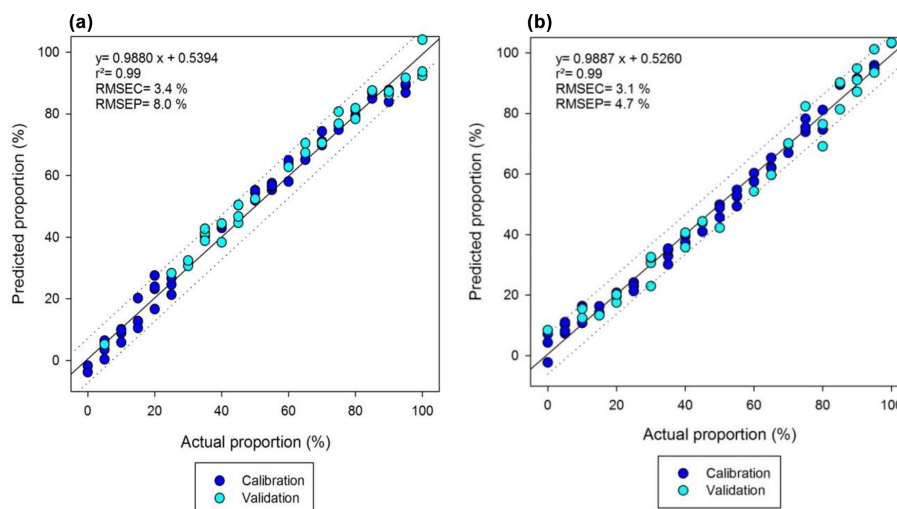 (a)
y= 0.9880 x + 0.5394
r²= 0.99
RMSEC= 3.4 %
RMSEP= 8.0 %
100
80
60
40
20
0
Predicted proportion (%)
0 20 40 60 80 100
Actual proportion (%)
Calibration
Validation
(b)
y= 0.9887 x + 0.5260
r²= 0.99
RMSEC= 3.1 %
RMSEP= 4.7 %
100
80
60
40
20
0
Predicted proportion (%)
0 20 40 60 80 100
Actual proportion (%)
Calibration
Validation